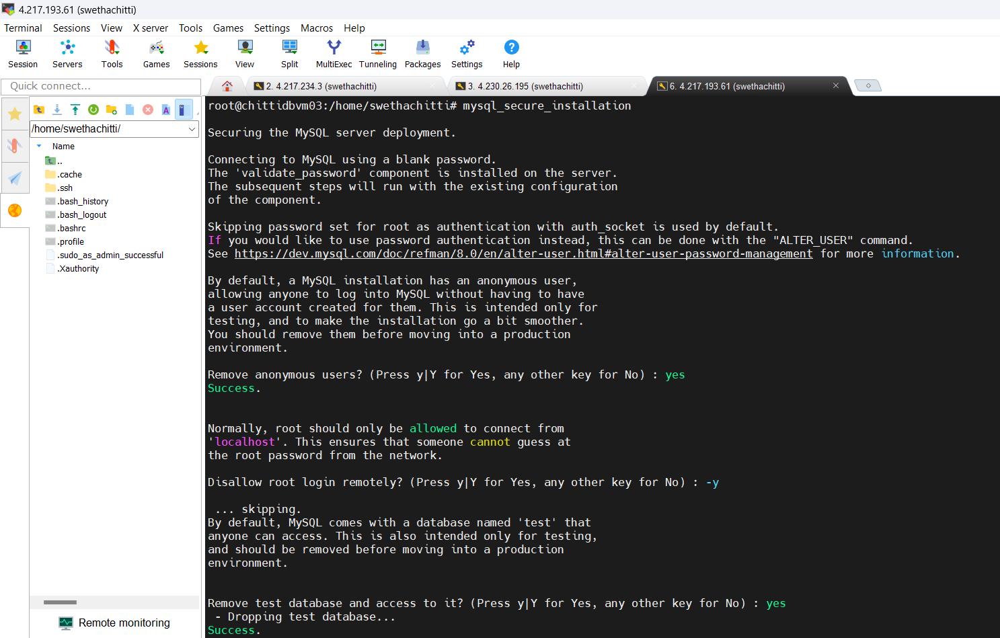 4.217.193.61 (swethachitti)
Terminal Sessions View X server Tools Games Settings Macros Help
Session Servers Tools Games Sessions View Split MultiExec Tunneling Packages Settings Help
Quick connect...
2. 4.217.234.3 (swethachitti)
3. 4.230.26.195 (swethachitti)
6. 4.217.193.61 (swethachitti)
/home/swethachitti/
Name
..
.cache
.ssh
.bash_history
.bash_logout
.bashrc
.profile
.sudo_as_admin_successful
.Xauthority
Remote monitoring
root@chittidbvm03:/home/swethachitti# mysql_secure_installation
Securing the MySQL server deployment.
Connecting to MySQL using a blank password.
The 'validate_password' component is installed on the server.
The subsequent steps will run with the existing configuration
of the component.
Skipping password set for root as authentication with auth_socket is used by default.
If you would like to use password authentication instead, this can be done with the "ALTER_USER" command.
See https://dev.mysql.com/doc/refman/8.0/en/alter-user.html#alter-user-password-management for more information.
By default, a MySQL installation has an anonymous user,
allowing anyone to log into MySQL without having to have
a user account created for them. This is intended only for
testing, and to make the installation go a bit smoother.
You should remove them before moving into a production
environment.
Remove anonymous users? (Press y|Y for Yes, any other key for No) : yes
Success.
Normally, root should only be allowed to connect from
'localhost'. This ensures that someone cannot guess at
the root password from the network.
Disallow root login remotely? (Press y|Y for Yes, any other key for No) : -y
... skipping.
By default, MySQL comes with a database named 'test' that
anyone can access. This is also intended only for testing,
and should be removed before moving into a production
environment.
Remove test database and access to it? (Press y|Y for Yes, any other key for No) : yes
- Dropping test database...
Success.